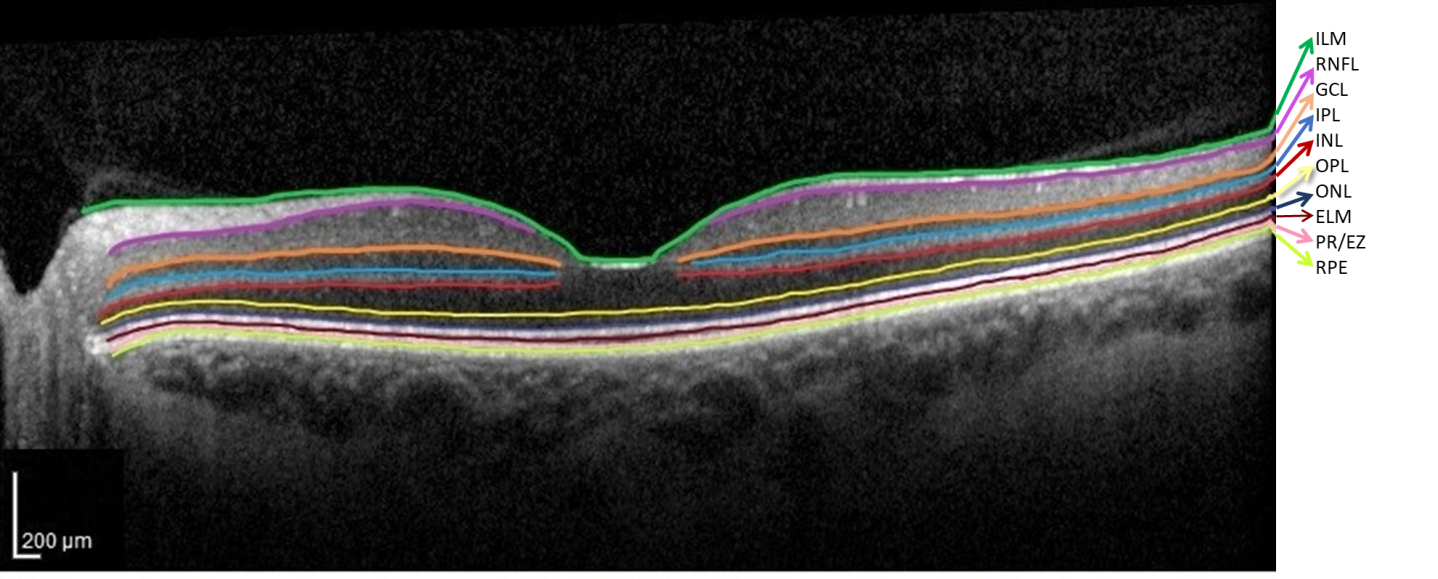 ILM
RNFL
GCL
IPL
INL
OPL
ONL
ELM
PR/EZ
RPE
200 µm